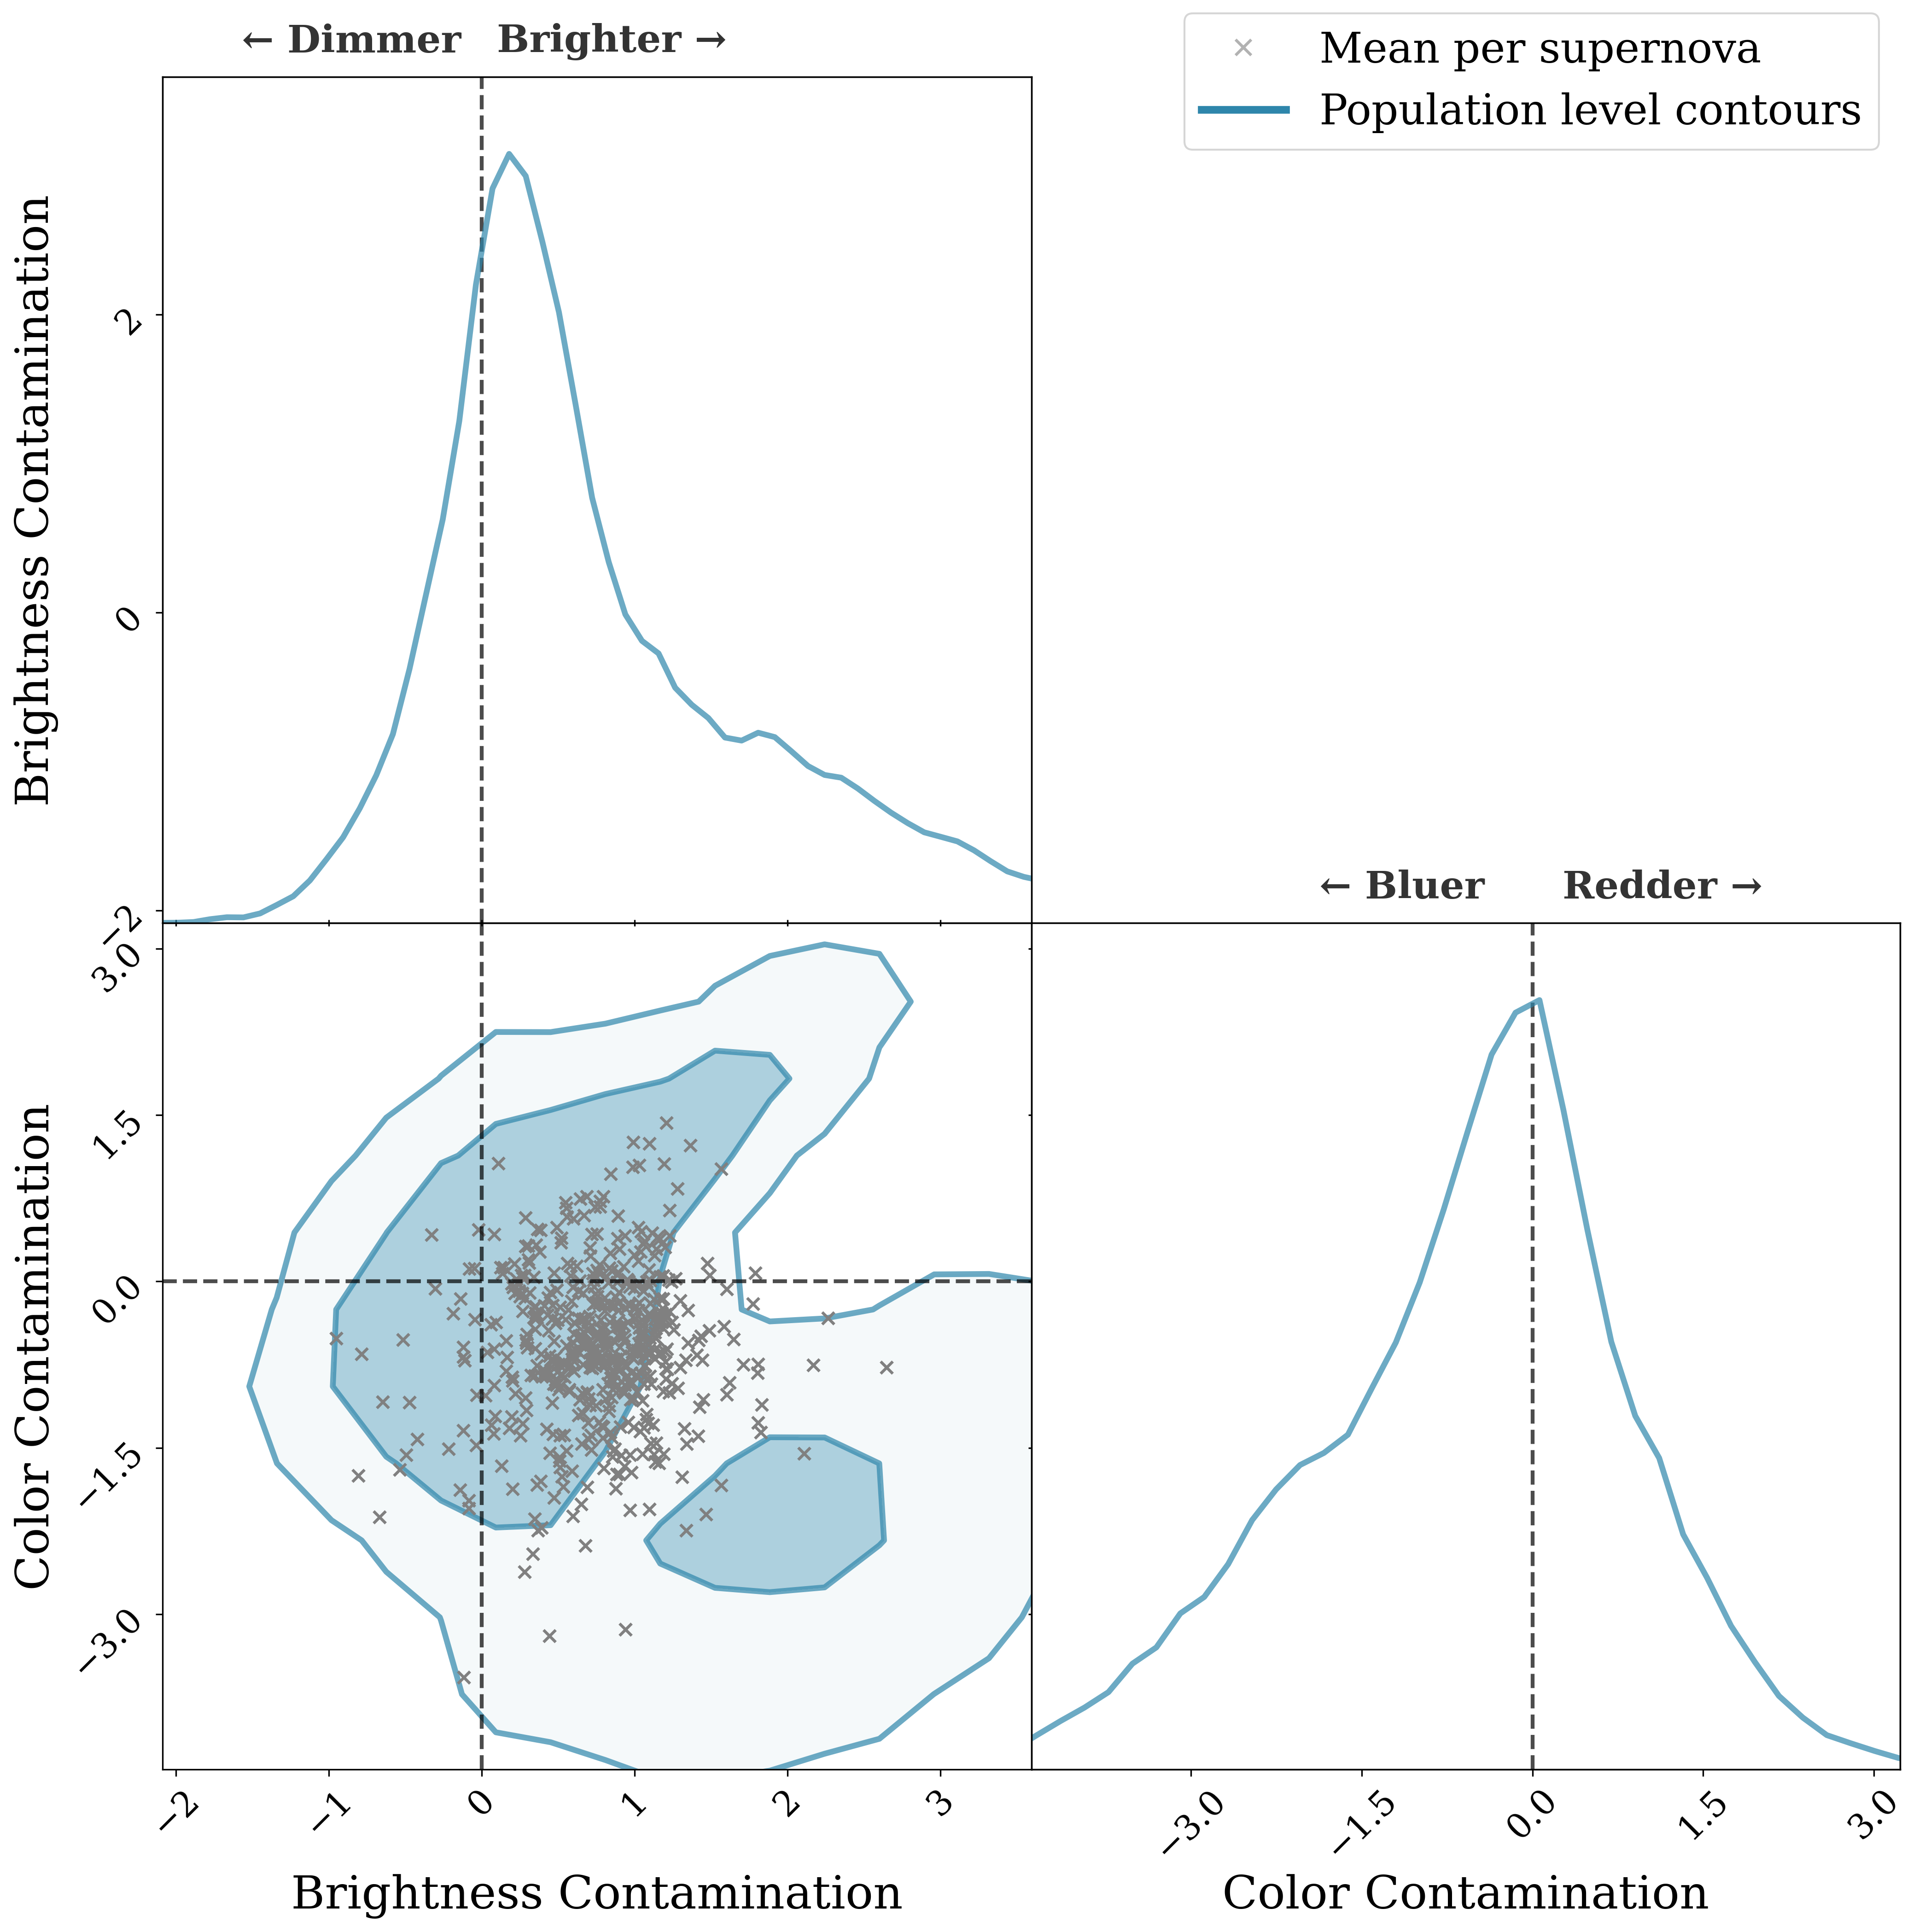 ← Dimmer Brighter →
Mean per supernova
Population level contours
Brightness Contamination
2
0
−2
← Bluer Redder →
Color Contamination
3.0
1.5
0.0
−1.5
−3.0
−2 −1 0 1 2 3
−3.0 −1.5 0.0 1.5 3.0
Brightness Contamination
Color Contamination